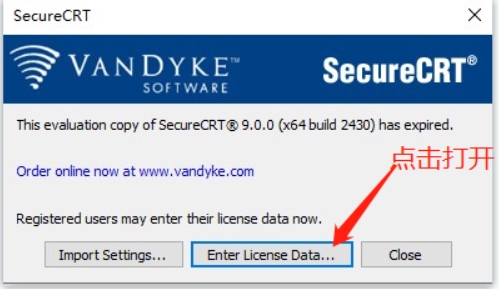 SecureCRT
VANDYKE™
SOFTWARE
SecureCRT®
This evaluation copy of SecureCRT® 9.0.0 (x64 build 2430) has expired.
点击打开
Order online now at www.vandyke.com
Registered users may enter their license data now.
Import Settings...
Enter License Data...
Close